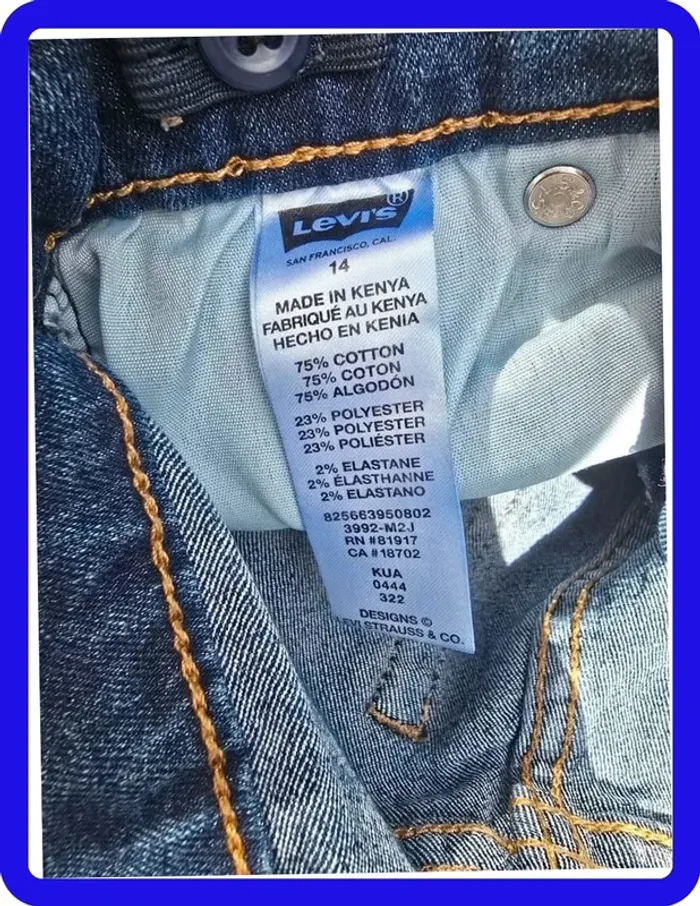 LEVI'S®
SAN FRANCISCO, CAL.
14
MADE IN KENYA
FABRIQUÉ AU KENYA
HECHO EN KENIA
75% COTTON
75% COTON
75% ALGODÓN
23% POLYESTER
23% POLYESTER
23% POLIÉSTER
2% ELASTANE
2% ÉLASTHANNE
2% ELASTANO
825663950802
3992-M2J
RN #81917
CA #18702
KUA
0444
322
DESIGNS ©
STRAUSS & CO.